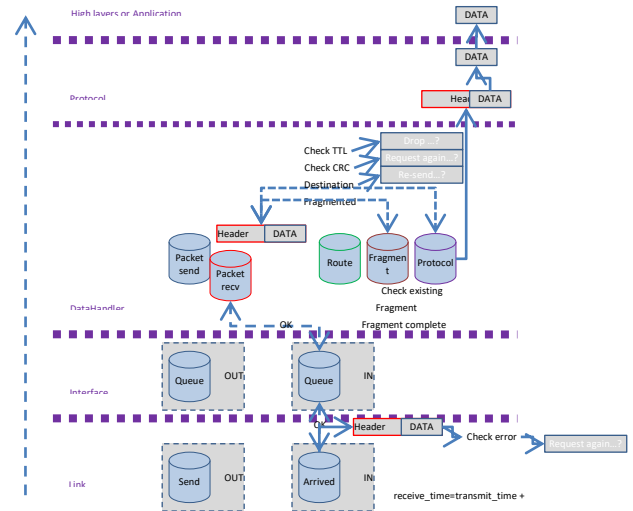 High layers or Application
DATA
DATA
Protocol
Header
DATA
Drop ...?
Check TTL
Request again...?
Check CRC
Re-send...?
Destination
Fragmented
Header
DATA
Packet
send
Packet
recv
Route
Fragmen
t
Protocol
Check existing
Fragment
Fragment complete
DataHandler
OK
Queue
OUT
Queue
IN
Interface
OK
Header
DATA
Check error
Request again...?
Send
OUT
Arrived
IN
Link
receive_time=transmit_time +